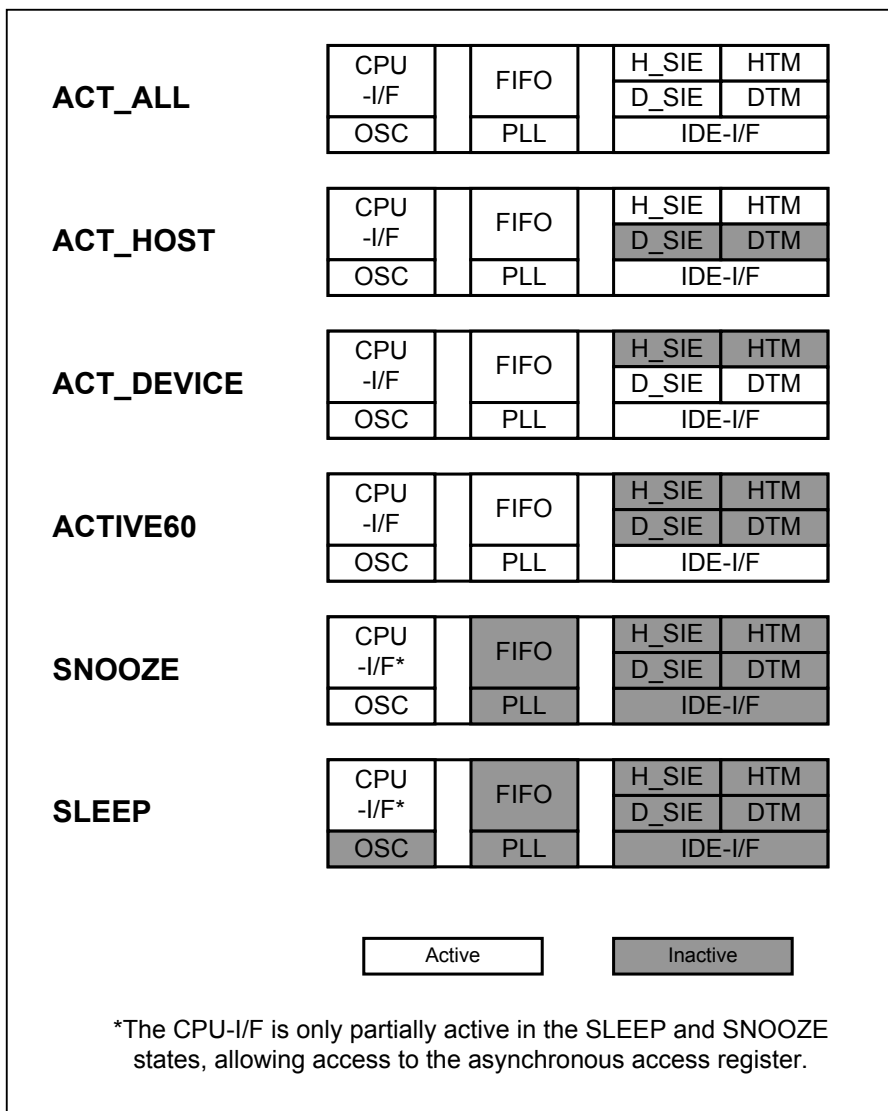 ACT_ALL
CPU
-I/F
FIFO
H_SIE HTM
D_SIE DTM
OSC PLL IDE-I/F
ACT_HOST
CPU
-I/F
FIFO
H_SIE HTM
D_SIE DTM
OSC PLL IDE-I/F
ACT_DEVICE
CPU
-I/F
FIFO
H_SIE HTM
D_SIE DTM
OSC PLL IDE-I/F
ACTIVE60
CPU
-I/F
FIFO
H_SIE HTM
D_SIE DTM
OSC PLL IDE-I/F
SNOOZE
CPU
-I/F*
FIFO
H_SIE HTM
D_SIE DTM
OSC PLL IDE-I/F
SLEEP
CPU
-I/F*
FIFO
H_SIE HTM
D_SIE DTM
OSC PLL IDE-I/F
Active Inactive
*The CPU-I/F is only partially active in the SLEEP and SNOOZE
states, allowing access to the asynchronous access register.